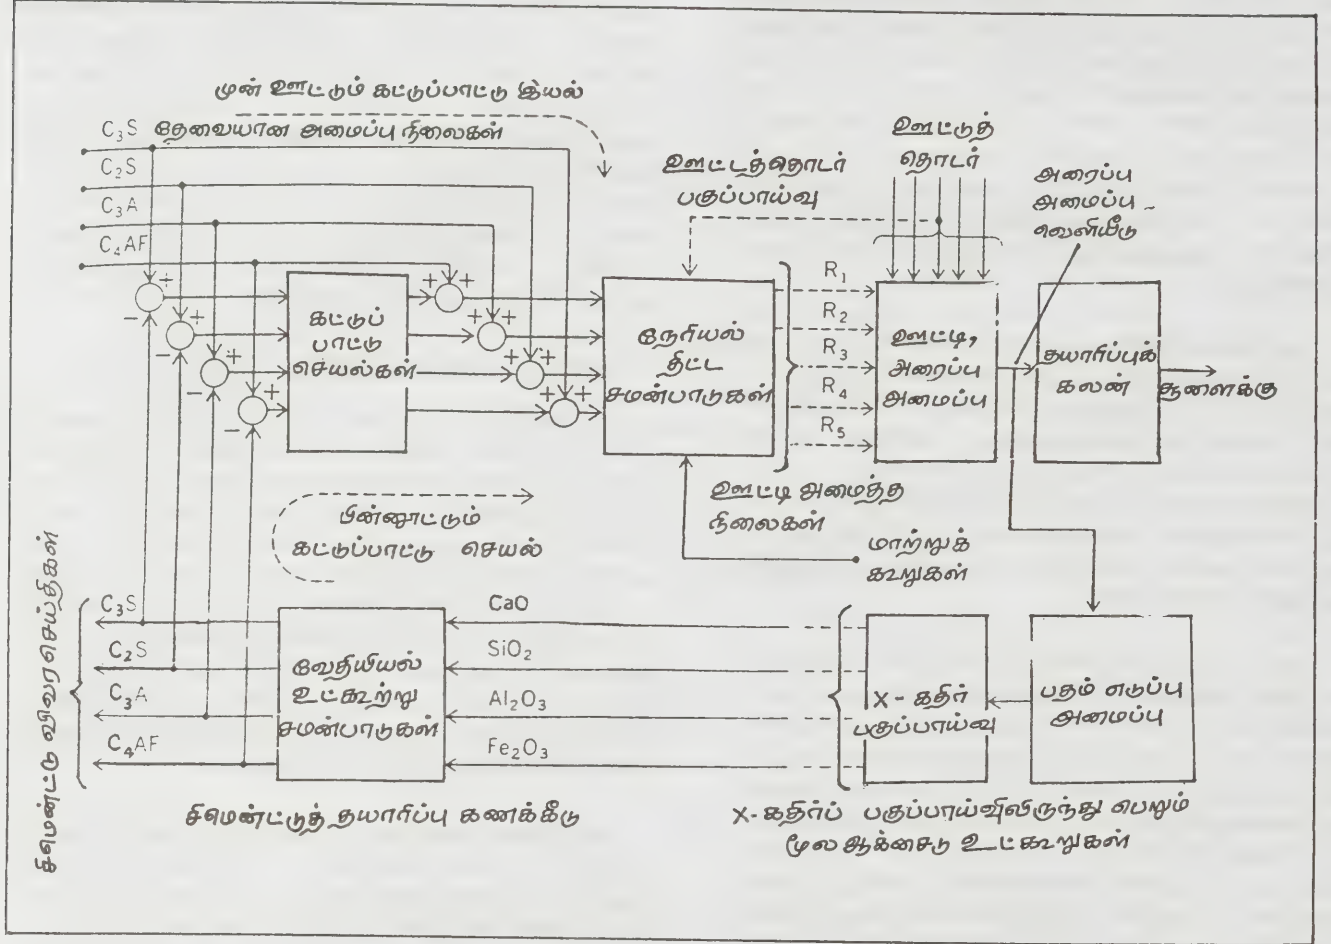 முன் ஊட்டும் கட்டுப்பாட்டு இயல்
C₃S
தேவையான அமைப்பு நிலைகள்
C₂S
C₃A
C₄AF
ஊட்டத்தொடர்
பகுப்பாய்வு
ஊட்டுத்
தொடர்
அரைப்பு
அமைப்பு -
வெளியீடு
கட்டுப்
பாட்டு
செயல்கள்
நேரியல்
திட்ட
சமன்பாடுகள்
R₁
R₂
R₃
R₄
R₅
ஊட்டி,
அரைப்பு
அமைப்பு
தயாரிப்புக்
கலன்
சூளைக்கு
ஊட்டி அமைத்த
நிலைகள்
பின்னூட்டும்
கட்டுப்பாட்டு செயல்
மாற்றுக்
கூறுகள்
சிமென்ட்டு விவரசெய்திகள்
C₃S
C₂S
C₃A
C₄AF
வேதியியல்
உட்கூற்று
சமன்பாடுகள்
CaO
SiO₂
Al₂O₃
Fe₂O₃
X- கதிர்
பகுப்பாய்வு
பதம் எடுப்பு
அமைப்பு
சிமென்ட்டுத் தயாரிப்பு கணக்கீடு
X-கதிர்ப் பகுப்பாய்விலிருந்து பெறும்
மூல ஆக்சைடு உட்கூறுகள்
+ + + + + + + + + + + +
− − − −